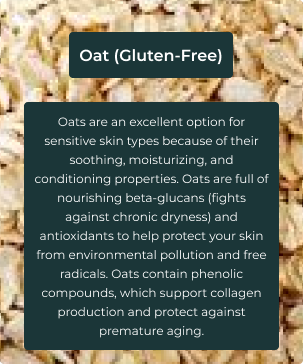 Oat (Gluten-Free)
Oats are an excellent option for
sensitive skin types because of their
soothing, moisturizing, and
conditioning properties. Oats are full of
nourishing beta-glucans (fights
against chronic dryness) and
antioxidants to help protect your skin
from environmental pollution and free
radicals. Oats contain phenolic
compounds, which support collagen
production and protect against
premature aging.